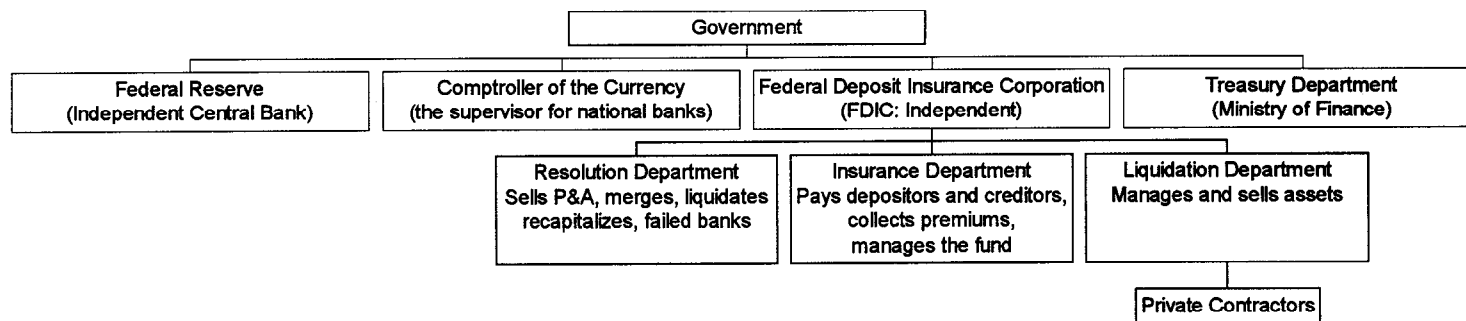 Government
Federal Reserve
(Independent Central Bank)
Comptroller of the Currency
(the supervisor for national banks)
Federal Deposit Insurance Corporation
(FDIC: Independent)
Treasury Department
(Ministry of Finance)
Resolution Department
Sells P&A, merges, liquidates
recapitalizes, failed banks
Insurance Department
Pays depositors and creditors,
collects premiums,
manages the fund
Liquidation Department
Manages and sells assets
Private Contractors